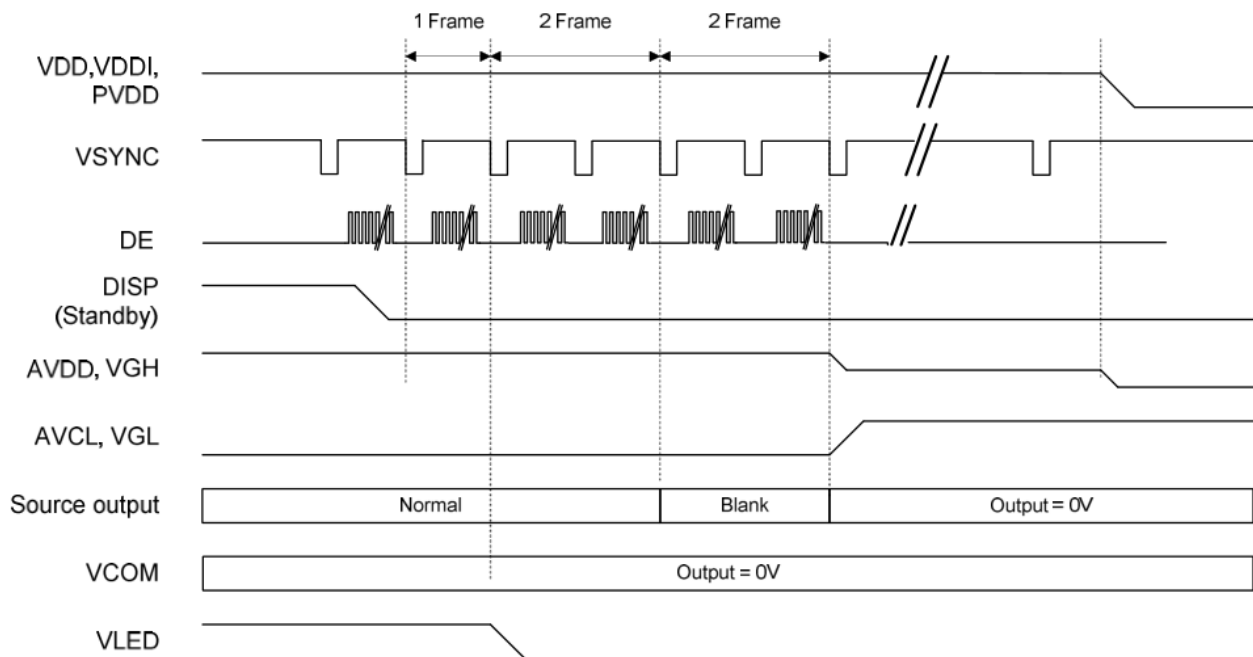 1 Frame 2 Frame 2 Frame
VDD,VDDI,
PVDD
VSYNC
DE
DISP
(Standby)
AVDD, VGH
AVCL, VGL
Source output Normal Blank Output = 0V
VCOM Output = 0V
VLED